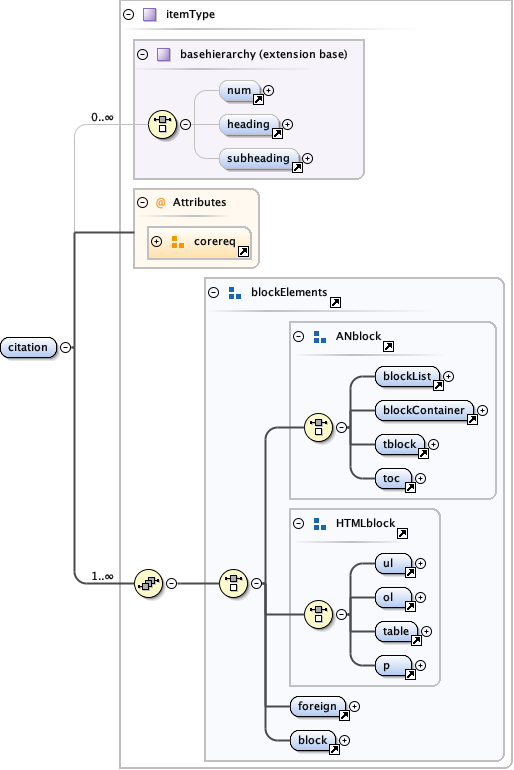 itemType
basehierarchy (extension base)
num
0..∞
heading
subheading
@ Attributes
corereq
blockElements
ANblock
citation
blockList
blockContainer
tblock
toc
HTMLblock
ul
1..∞
ol
table
p
foreign
block